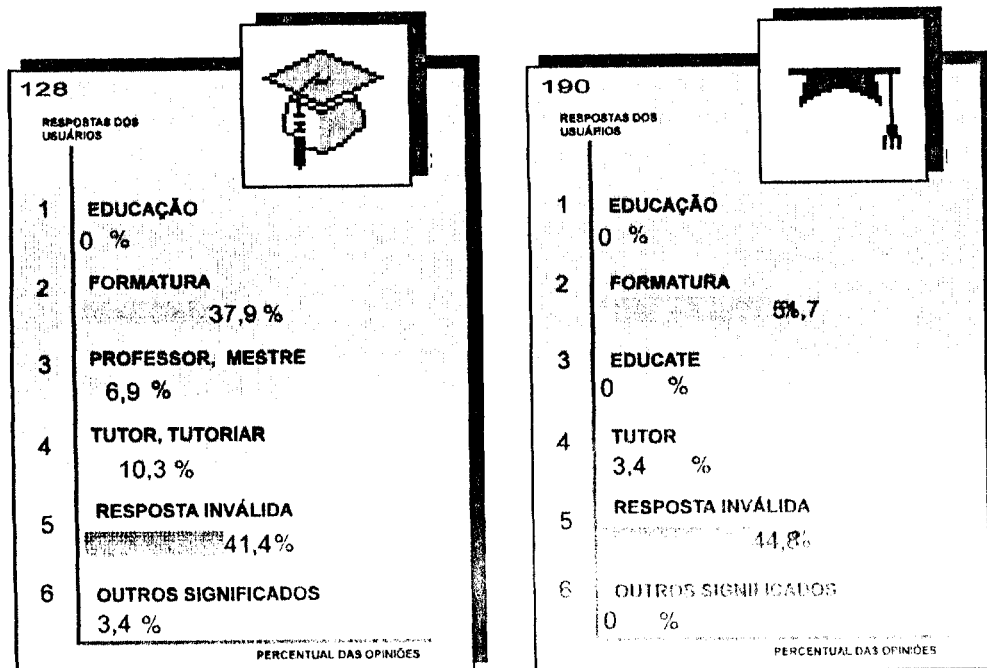 128
RESPOSTAS DOS
USUÁRIOS
1 EDUCAÇÃO
0 %
2 FORMATURA
37,9 %
3 PROFESSOR, MESTRE
6,9 %
4 TUTOR, TUTORIAR
10,3 %
5 RESPOSTA INVÁLIDA
41,4%
6 OUTROS SIGNIFICADOS
3,4 %
PERCENTUAL DAS OPINIÕES
190
RESPOSTAS DOS
USUÁRIOS
1 EDUCAÇÃO
0 %
2 FORMATURA
3 EDUCATE
0 %
4 TUTOR
3,4 %
5 RESPOSTA INVÁLIDA
44,8%
6 OUTROS SIGNIFICADOS
0 %
PERCENTUAL DAS OPINIÕES